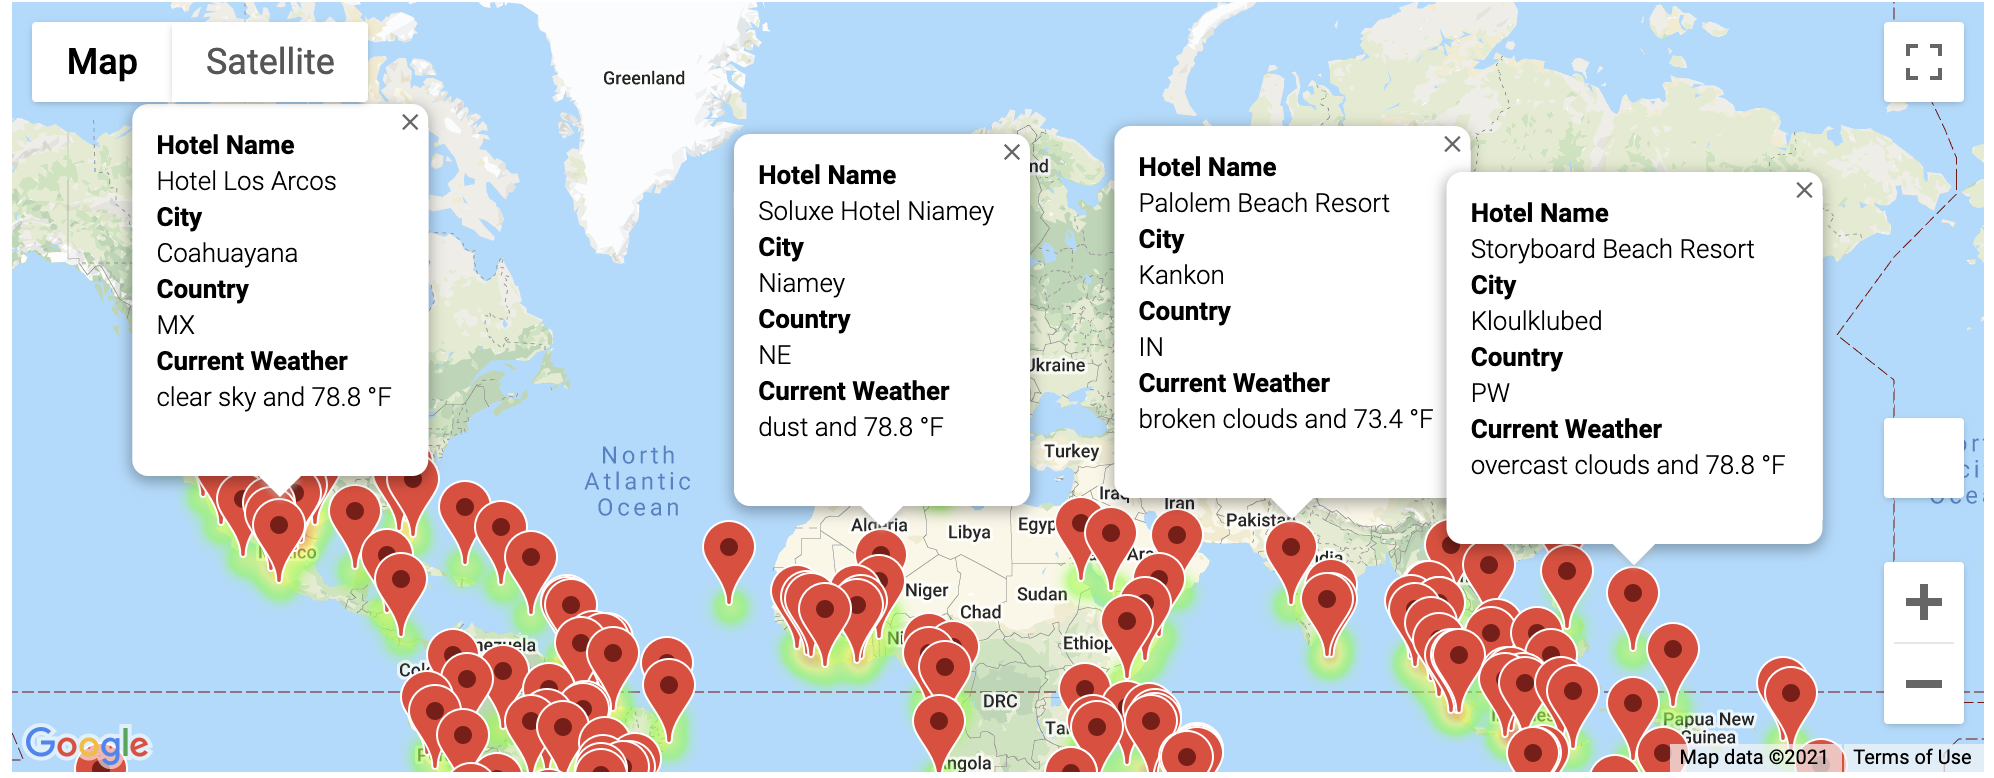 Map
Satellite
Greenland
Hotel Name
Hotel Los Arcos
City
Coahuayana
Country
MX
Current Weather
clear sky and 78.8 °F
Hotel Name
Soluxe Hotel Niamey
City
Niamey
Country
NE
Current Weather
dust and 78.8 °F
Hotel Name
Palolem Beach Resort
City
Kankon
Country
IN
Current Weather
broken clouds and 73.4 °F
Hotel Name
Storyboard Beach Resort
City
Kloulklubed
Country
PW
Current Weather
overcast clouds and 78.8 °F
North
Atlantic
Ocean
Ukraine
Turkey
Iraq
Iran
Algeria
Libya
Egypt
Pakistan
Niger
Chad
Sudan
Ethiop
DRC
Papua New
Guinea
Google
Map data ©2021
Terms of Use